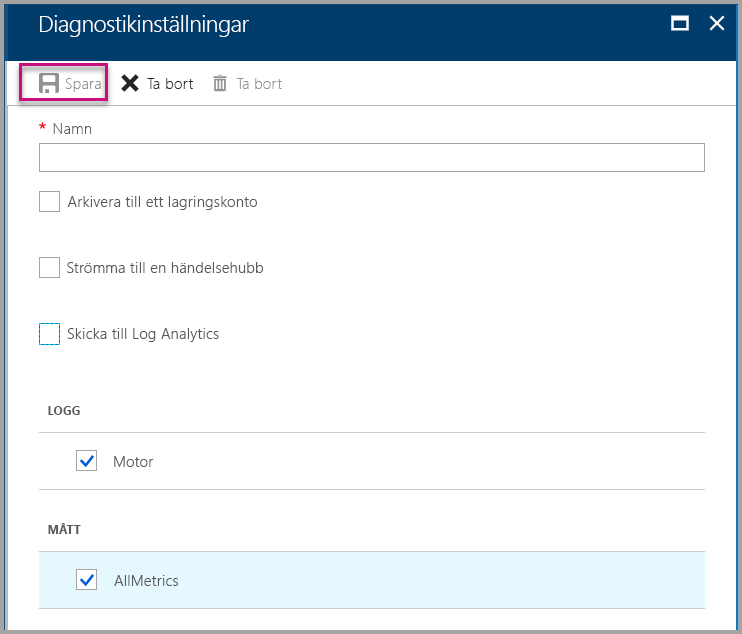 Diagnostikinställningar
Spara Ta bort Ta bort
* Namn
Arkivera till ett lagringskonto
Strömma till en händelsehubb
Skicka till Log Analytics
LOGG
Motor
MÅTT
AllMetrics